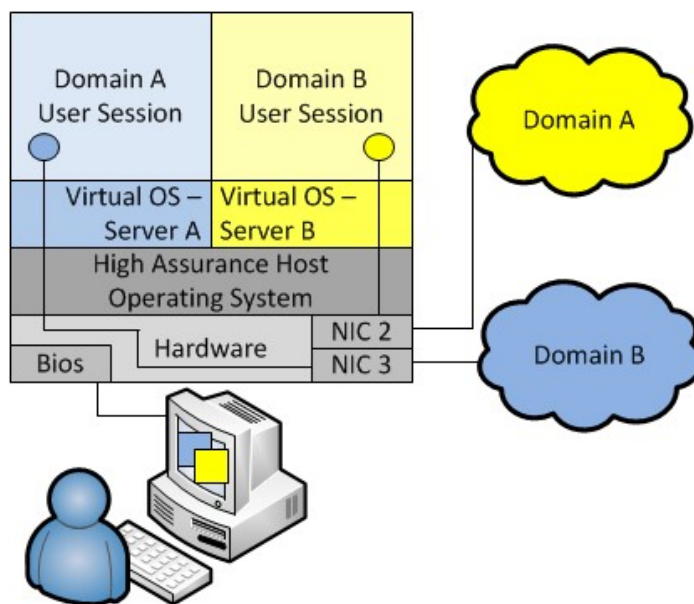 Domain A
User Session
Domain B
User Session
Virtual OS –
Server A
Virtual OS –
Server B
High Assurance Host
Operating System
Hardware
NIC 2
NIC 3
Bios
Domain A
Domain B